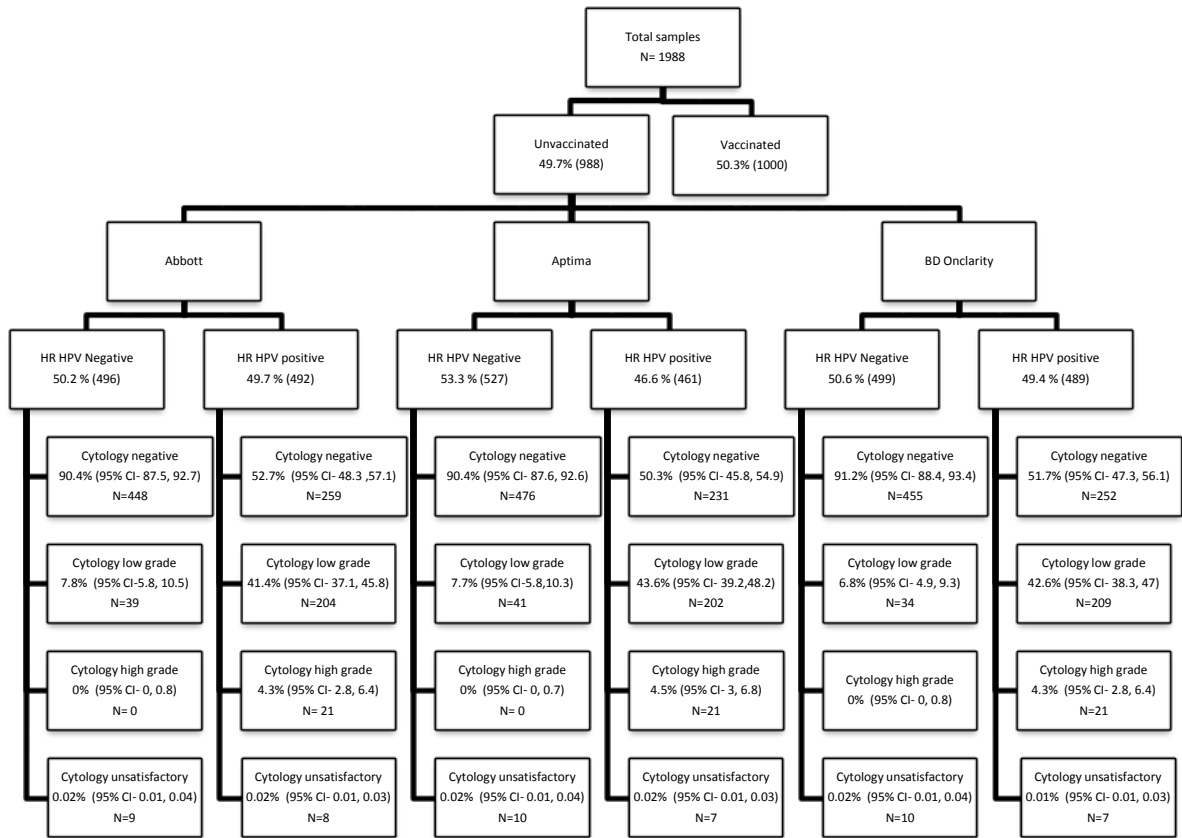 Total samples
N= 1988
Unvaccinated
49.7% (988)
Vaccinated
50.3% (1000)
Abbott
Aptima
BD Onclarity
HR HPV Negative
50.2 % (496)
HR HPV positive
49.7 % (492)
HR HPV Negative
53.3 % (527)
HR HPV positive
46.6 % (461)
HR HPV Negative
50.6 % (499)
HR HPV positive
49.4 % (489)
Cytology negative
90.4% (95% CI- 87.5, 92.7)
N=448
Cytology negative
52.7% (95% CI- 48.3 ,57.1)
N=259
Cytology negative
90.4% (95% CI- 87.6, 92.6)
N=476
Cytology negative
50.3% (95% CI- 45.8, 54.9)
N=231
Cytology negative
91.2% (95% CI- 88.4, 93.4)
N=455
Cytology negative
51.7% (95% CI- 47.3, 56.1)
N=252
Cytology low grade
7.8% (95% CI-5.8, 10.5)
N=39
Cytology low grade
41.4% (95% CI- 37.1, 45.8)
N=204
Cytology low grade
7.7% (95% CI-5.8,10.3)
N=41
Cytology low grade
43.6% (95% CI- 39.2,48.2)
N=202
Cytology low grade
6.8% (95% CI- 4.9, 9.3)
N=34
Cytology low grade
42.6% (95% CI- 38.3, 47)
N=209
Cytology high grade
0% (95% CI- 0, 0.8)
N= 0
Cytology high grade
4.3% (95% CI- 2.8, 6.4)
N= 21
Cytology high grade
0% (95% CI- 0, 0.7)
N= 0
Cytology high grade
4.5% (95% CI- 3, 6.8)
N=21
Cytology high grade
0% (95% CI- 0, 0.8)
Cytology high grade
4.3% (95% CI- 2.8, 6.4)
N=21
Cytology unsatisfactory
0.02% (95% CI- 0.01, 0.04)
N=9
Cytology unsatisfactory
0.02% (95% CI- 0.01, 0.03)
N=8
Cytology unsatisfactory
0.02% (95% CI- 0.01, 0.04)
N=10
Cytology unsatisfactory
0.02% (95% CI- 0.01, 0.03)
N=7
Cytology unsatisfactory
0.02% (95% CI- 0.01, 0.04)
N=10
Cytology unsatisfactory
0.01% (95% CI- 0.01, 0.03)
N=7